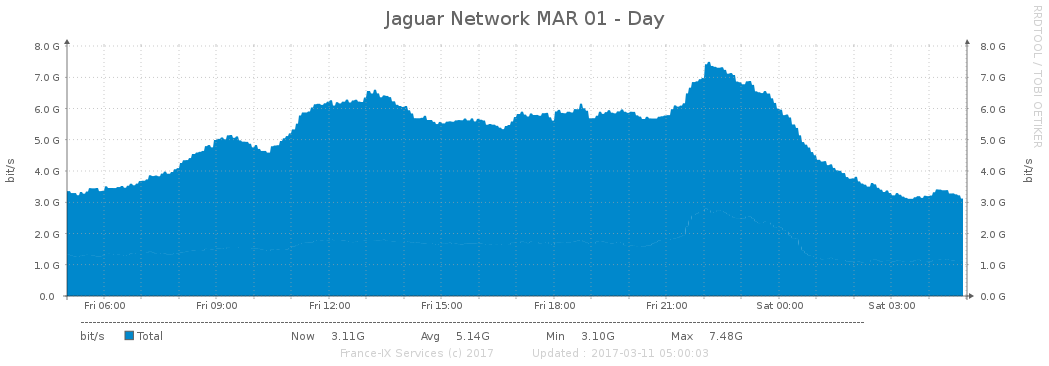 Jaguar Network MAR 01 - Day
RRDTOOL / TOBI OETIKER
bit/s
8.0 G
7.0 G
6.0 G
5.0 G
4.0 G
3.0 G
2.0 G
1.0 G
0.0
8.0 G
7.0 G
6.0 G
5.0 G
4.0 G
3.0 G
2.0 G
1.0 G
0.0 G
bit/s
Fri 06:00 Fri 09:00 Fri 12:00 Fri 15:00 Fri 18:00 Fri 21:00 Sat 00:00 Sat 03:00
bit/s Total Now 3.11G Avg 5.14G Min 3.10G Max 7.48G
France-IX Services (c) 2017 Updated : 2017-03-11 05:00:03